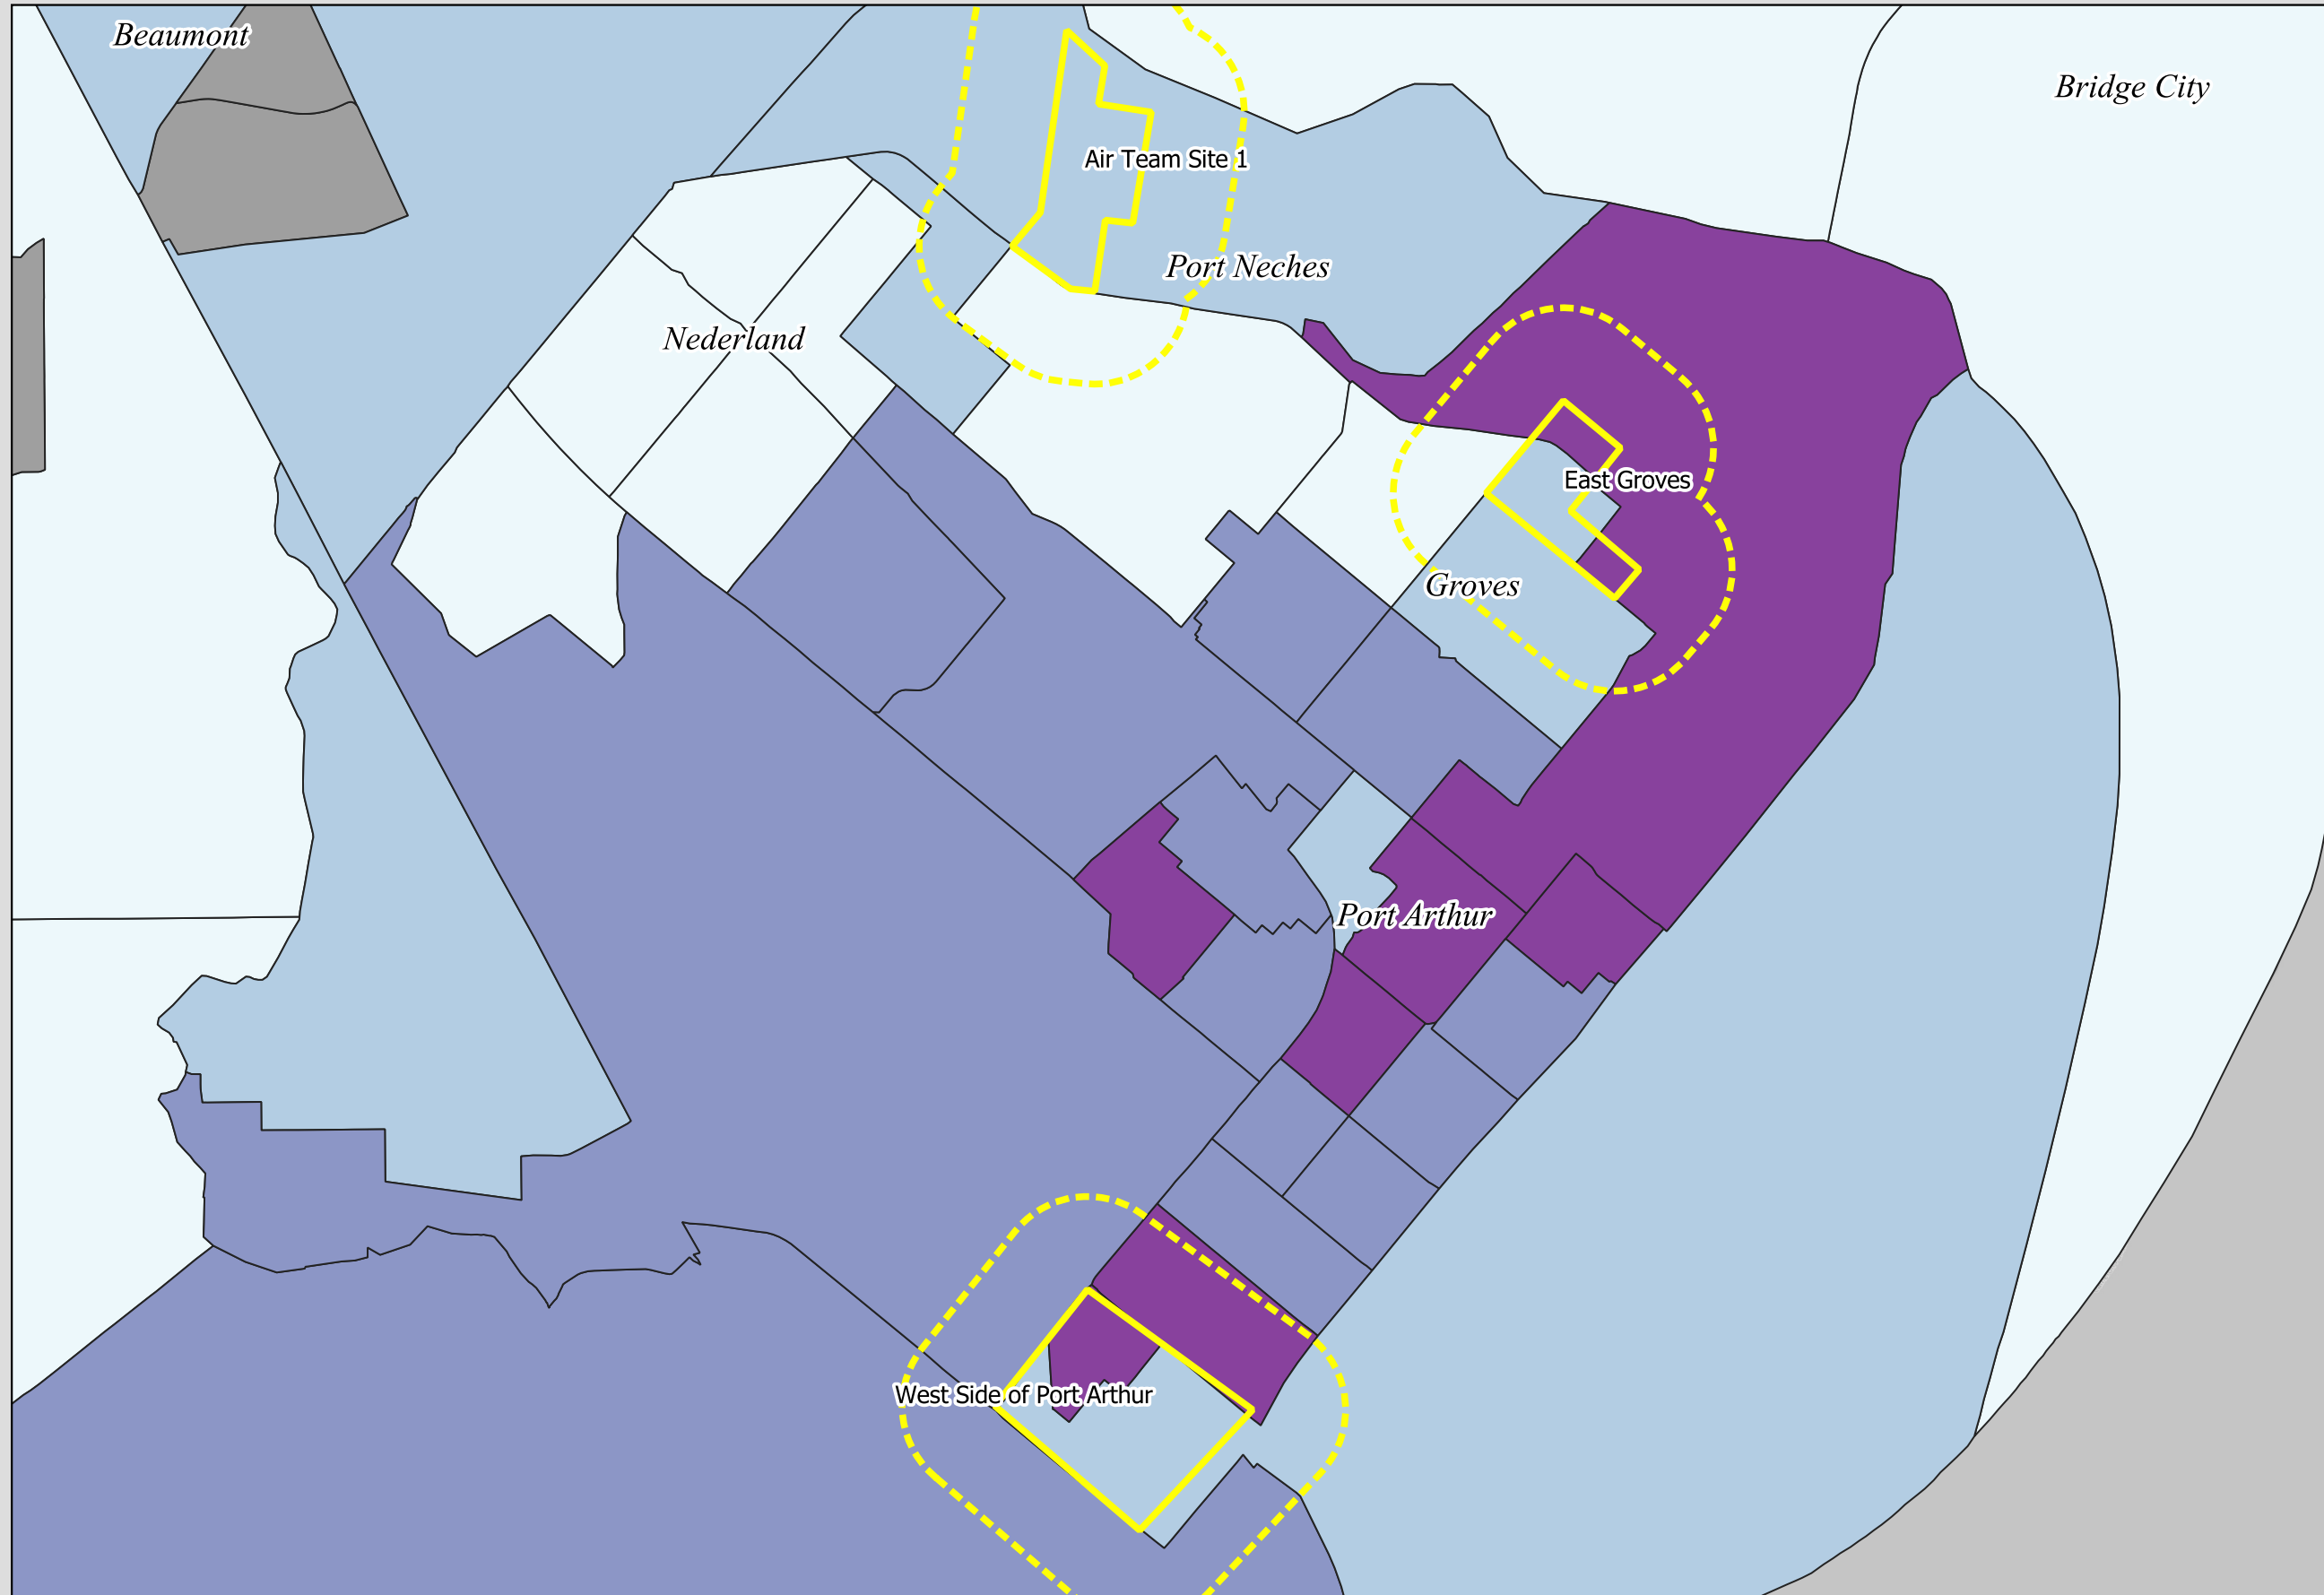 Beaumont
Bridge City
Air Team Site 1
Port Neches
Nederland
East Groves
Groves
Port Arthur
West Side of Port Arthur